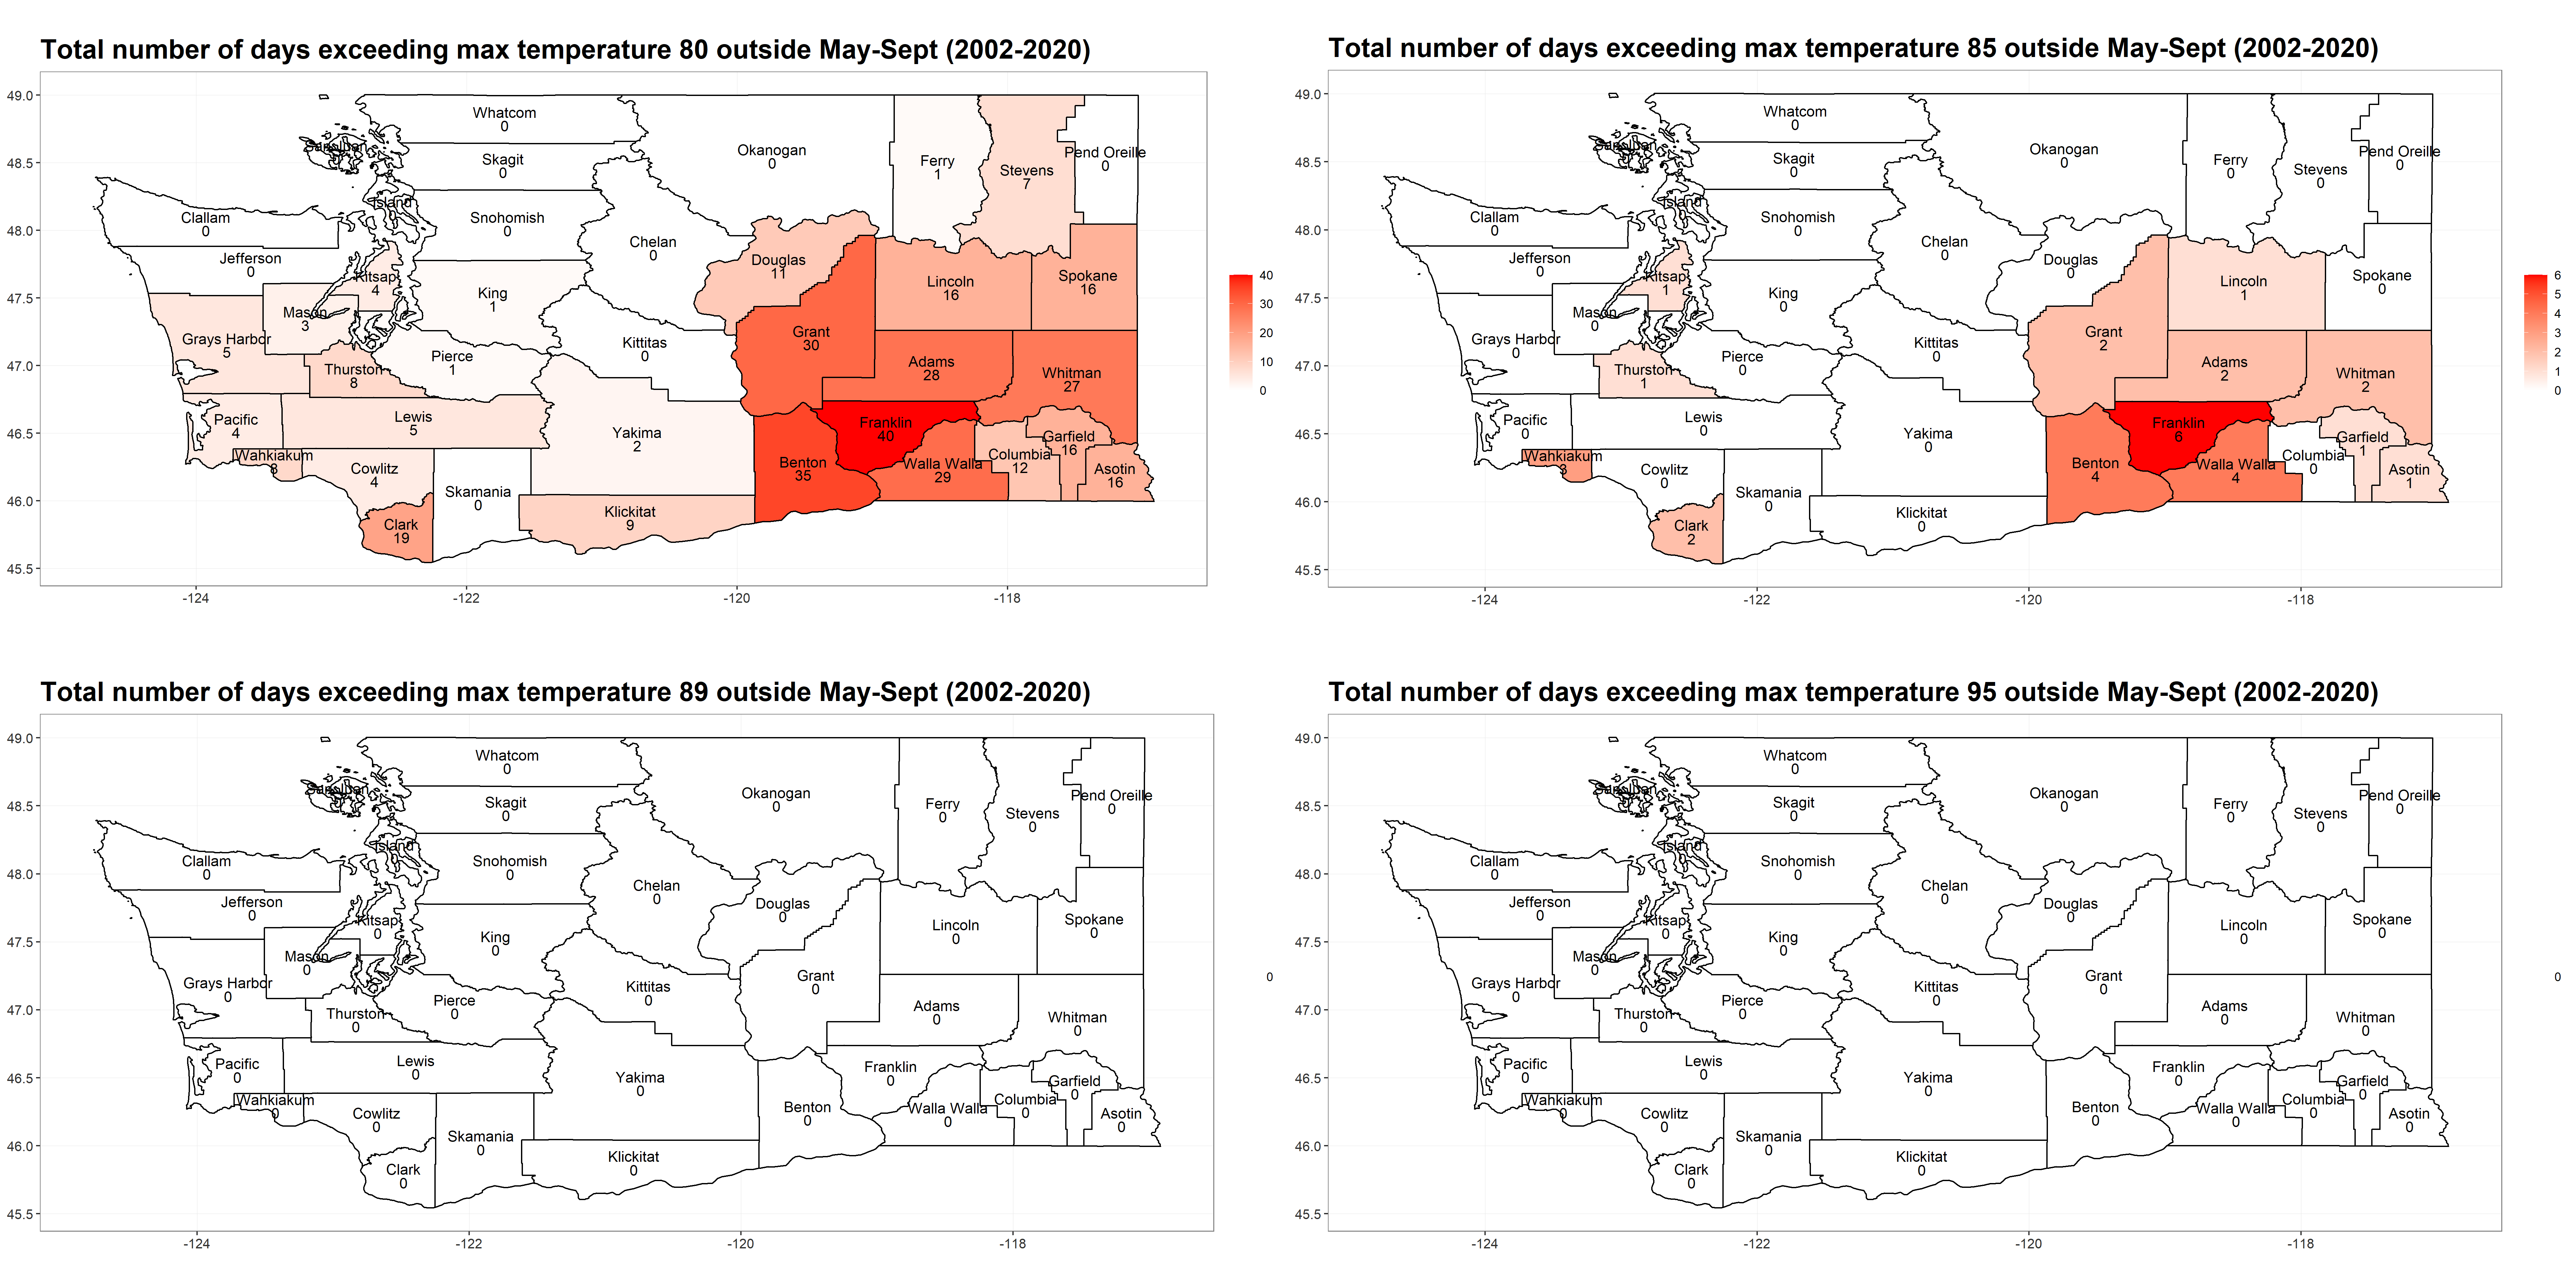 Total number of days exceeding max temperature 80 outside May-Sept (2002-2020)
49.0
48.5
48.0
47.5
47.0
46.5
46.0
45.5
Whatcom
0
Skagit
0
Okanogan
0
Ferry
1
Stevens
7
Pend Oreille
0
Island
Clallam
0
Snohomish
0
Chelan
0
Jefferson
0
Kitsap
4
Douglas
11
Lincoln
16
Spokane
16
King
1
Mason
3
Grays Harbor
5
Grant
30
Kittitas
0
Pierce
1
Thurston
8
Adams
28
Whitman
27
Pacific
4
Lewis
5
Yakima
2
Franklin
40
Garfield
16
Wahkiakum
8
Cowlitz
4
Benton
35
Walla Walla
29
Columbia
12
Asotin
16
Skamania
0
Clark
19
Klickitat
9
-124
-122
-120
-118
40
30
20
10
0
Total number of days exceeding max temperature 85 outside May-Sept (2002-2020)
49.0
48.5
48.0
47.5
47.0
46.5
46.0
45.5
Whatcom
0
Skagit
0
Okanogan
0
Ferry
0
Stevens
0
Pend Oreille
0
Island
Clallam
0
Snohomish
0
Chelan
0
Jefferson
0
Kitsap
1
Douglas
0
Lincoln
1
Spokane
0
King
0
Mason
0
Grays Harbor
0
Grant
2
Kittitas
0
Pierce
0
Thurston
1
Adams
2
Whitman
2
Pacific
0
Lewis
0
Yakima
0
Franklin
6
Garfield
1
Wahkiakum
3
Cowlitz
0
Benton
4
Walla Walla
4
Columbia
0
Asotin
1
Skamania
0
Clark
2
Klickitat
0
-124
-122
-120
-118
6
5
4
3
2
1
0
Total number of days exceeding max temperature 89 outside May-Sept (2002-2020)
49.0
48.5
48.0
47.5
47.0
46.5
46.0
45.5
Whatcom
0
Skagit
0
Okanogan
0
Ferry
0
Stevens
0
Pend Oreille
0
Island
Clallam
0
Snohomish
0
Chelan
0
Jefferson
0
Kitsap
0
Douglas
0
Lincoln
0
Spokane
0
King
0
Mason
0
Grays Harbor
0
Grant
0
Kittitas
0
Pierce
0
Thurston
0
Adams
0
Whitman
0
Pacific
0
Lewis
0
Yakima
0
Franklin
0
Garfield
0
Wahkiakum
0
Cowlitz
0
Benton
0
Walla Walla
0
Columbia
0
Asotin
0
Skamania
0
Clark
0
Klickitat
0
-124
-122
-120
-118
0
Total number of days exceeding max temperature 95 outside May-Sept (2002-2020)
49.0
48.5
48.0
47.5
47.0
46.5
46.0
45.5
Whatcom
0
Skagit
0
Okanogan
0
Ferry
0
Stevens
0
Pend Oreille
0
Island
Clallam
0
Snohomish
0
Chelan
0
Jefferson
0
Kitsap
0
Douglas
0
Lincoln
0
Spokane
0
King
0
Mason
0
Grays Harbor
0
Grant
0
Kittitas
0
Pierce
0
Thurston
0
Adams
0
Whitman
0
Pacific
0
Lewis
0
Yakima
0
Franklin
0
Garfield
0
Wahkiakum
0
Cowlitz
0
Benton
0
Walla Walla
0
Columbia
0
Asotin
0
Skamania
0
Clark
0
Klickitat
0
-124
-122
-120
-118
0